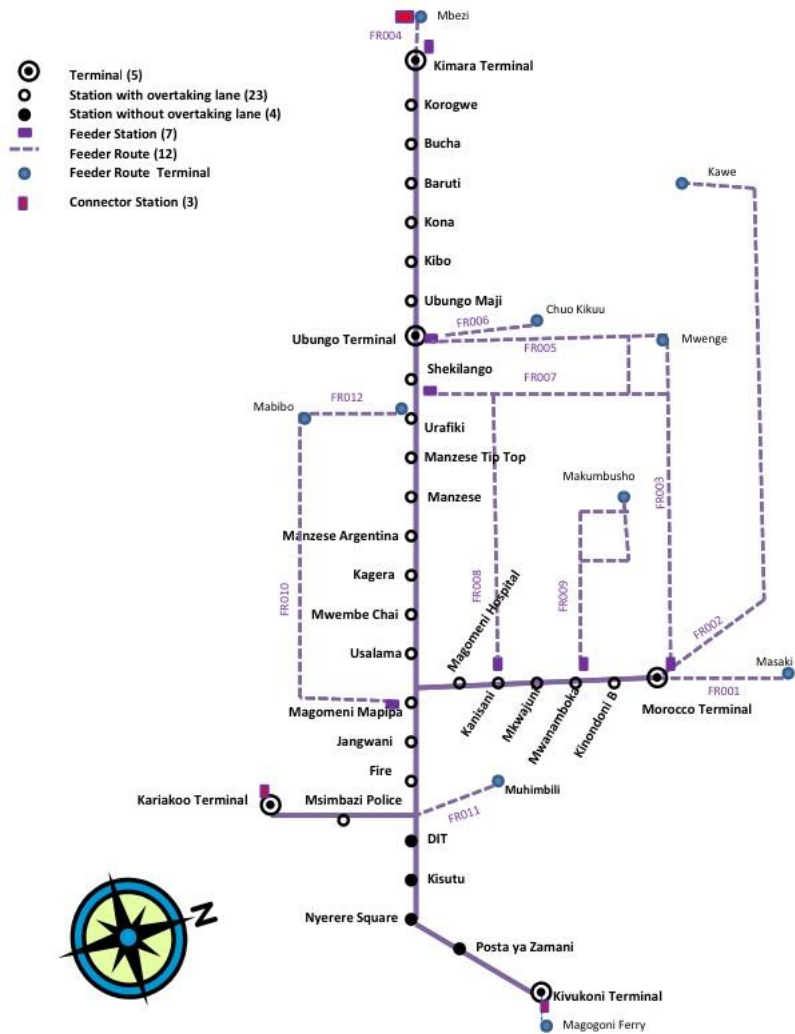 Mbezi
FR004
Kimara Terminal
Terminal (5)
Station with overtaking lane (23)
Station without overtaking lane (4)
Feeder Station (7)
Feeder Route (12)
Feeder Route Terminal
Connector Station (3)
Korogwe
Bucha
Baruti
Kawe
Kona
Kibo
Ubungo Maji
Chuo Kikuu
FR006
Ubungo Terminal
FR005
Mwenge
Shekilango
FR007
Mabibo
FR012
Urafiki
Manzese Tip Top
Makumbusho
Manzese
FR003
Manzese Argentina
Kagera
FR010
FR008
FR009
Mwembe Chai
Magomeni Hospital
FR002
Usalama
Masaki
FR001
Magomeni Mapipa
Kanisani
Mkwajuni
Mwanamboka
Kinondoni B
Morocco Terminal
Jangwani
Fire
Kariakoo Terminal
Msimbazi Police
Muhimbili
FR011
DIT
Kisutu
N
Nyerere Square
Posta ya Zamani
Kivukoni Terminal
Magogoni Ferry